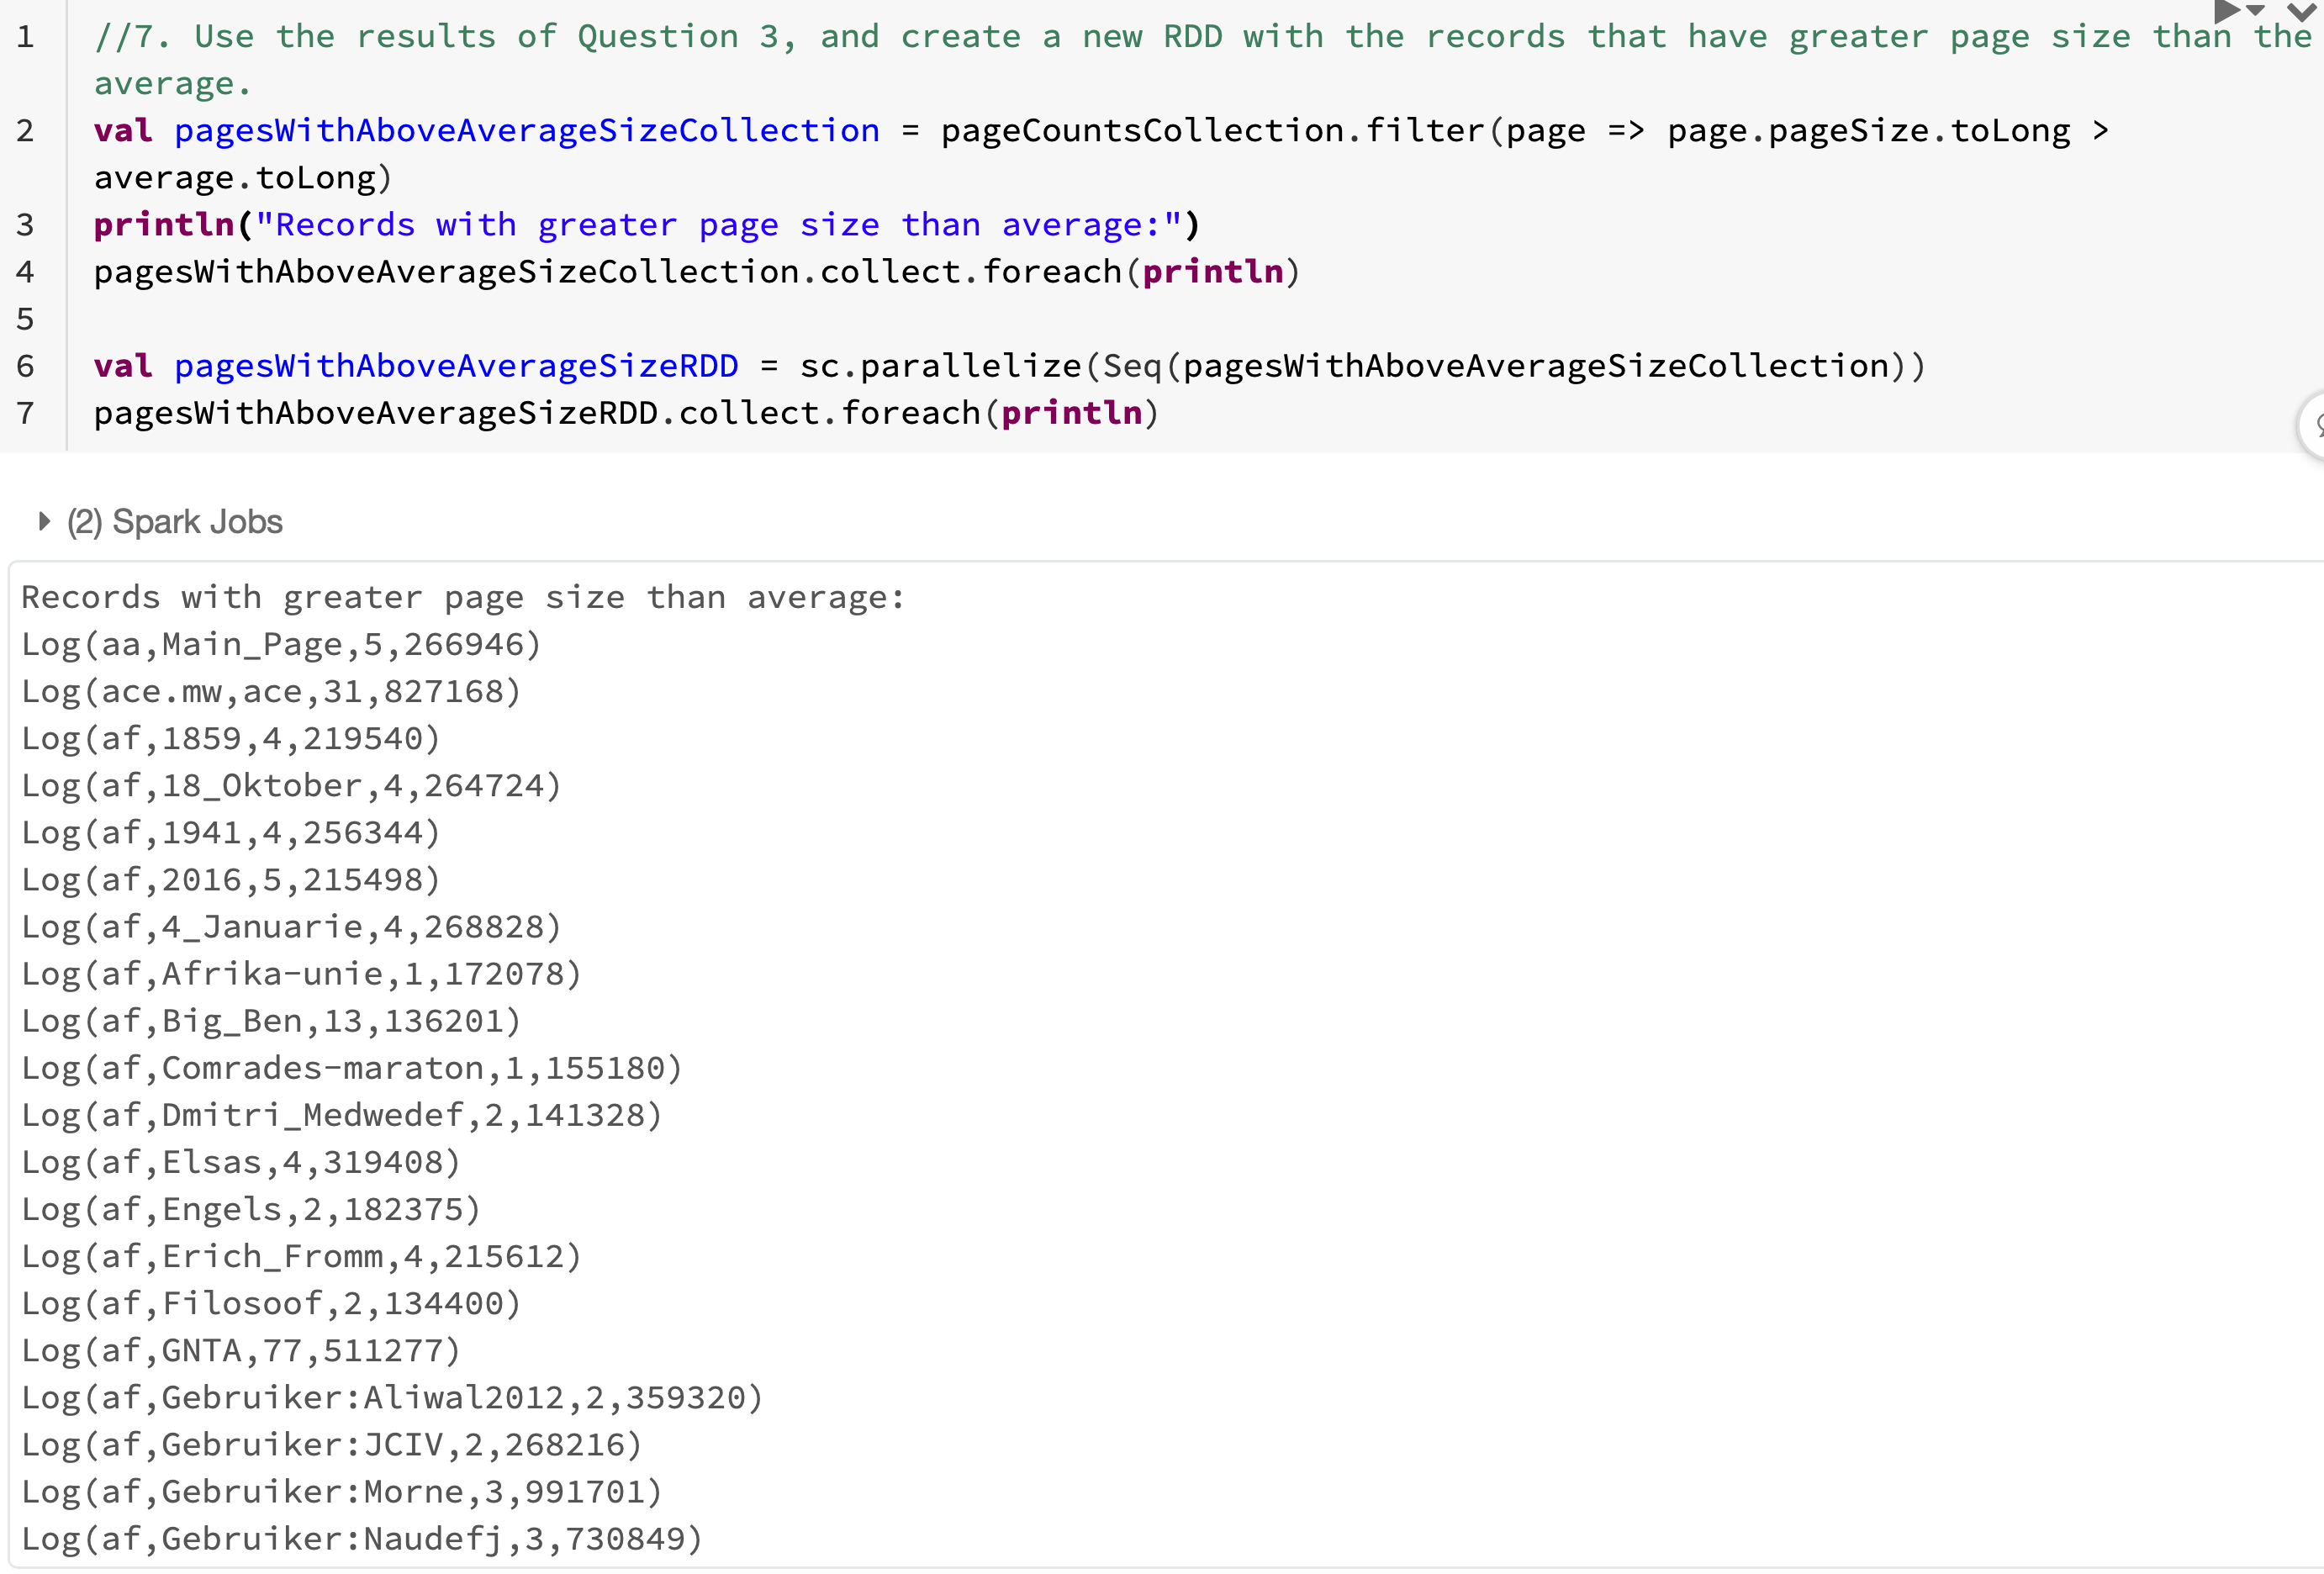 1 //7. Use the results of Question 3, and create a new RDD with the records that have greater page size than the
average.
2 val pagesWithAboveAverageSizeCollection = pageCountsCollection.filter(page => page.pageSize.toLong >
average.toLong)
3 println("Records with greater page size than average:")
4 pagesWithAboveAverageSizeCollection.collect.foreach(println)
5
6 val pagesWithAboveAverageSizeRDD = sc.parallelize(Seq(pagesWithAboveAverageSizeCollection))
7 pagesWithAboveAverageSizeRDD.collect.foreach(println)
(2) Spark Jobs
Records with greater page size than average:
Log(aa,Main_Page,5,266946)
Log(ace.mw,ace,31,827168)
Log(af,1859,4,219540)
Log(af,18_Oktober,4,264724)
Log(af,1941,4,256344)
Log(af,2016,5,215498)
Log(af,4_Januarie,4,268828)
Log(af,Afrika-unie,1,172078)
Log(af,Big_Ben,13,136201)
Log(af,Comrades-maraton,1,155180)
Log(af,Dmitri_Medwedef,2,141328)
Log(af,Elsas,4,319408)
Log(af,Engels,2,182375)
Log(af,Erich_Fromm,4,215612)
Log(af,Filosoof,2,134400)
Log(af,GNTA,77,511277)
Log(af,Gebruiker:Aliwal2012,2,359320)
Log(af,Gebruiker:JCIV,2,268216)
Log(af,Gebruiker:Morne,3,991701)
Log(af,Gebruiker:Naudefj,3,730849)